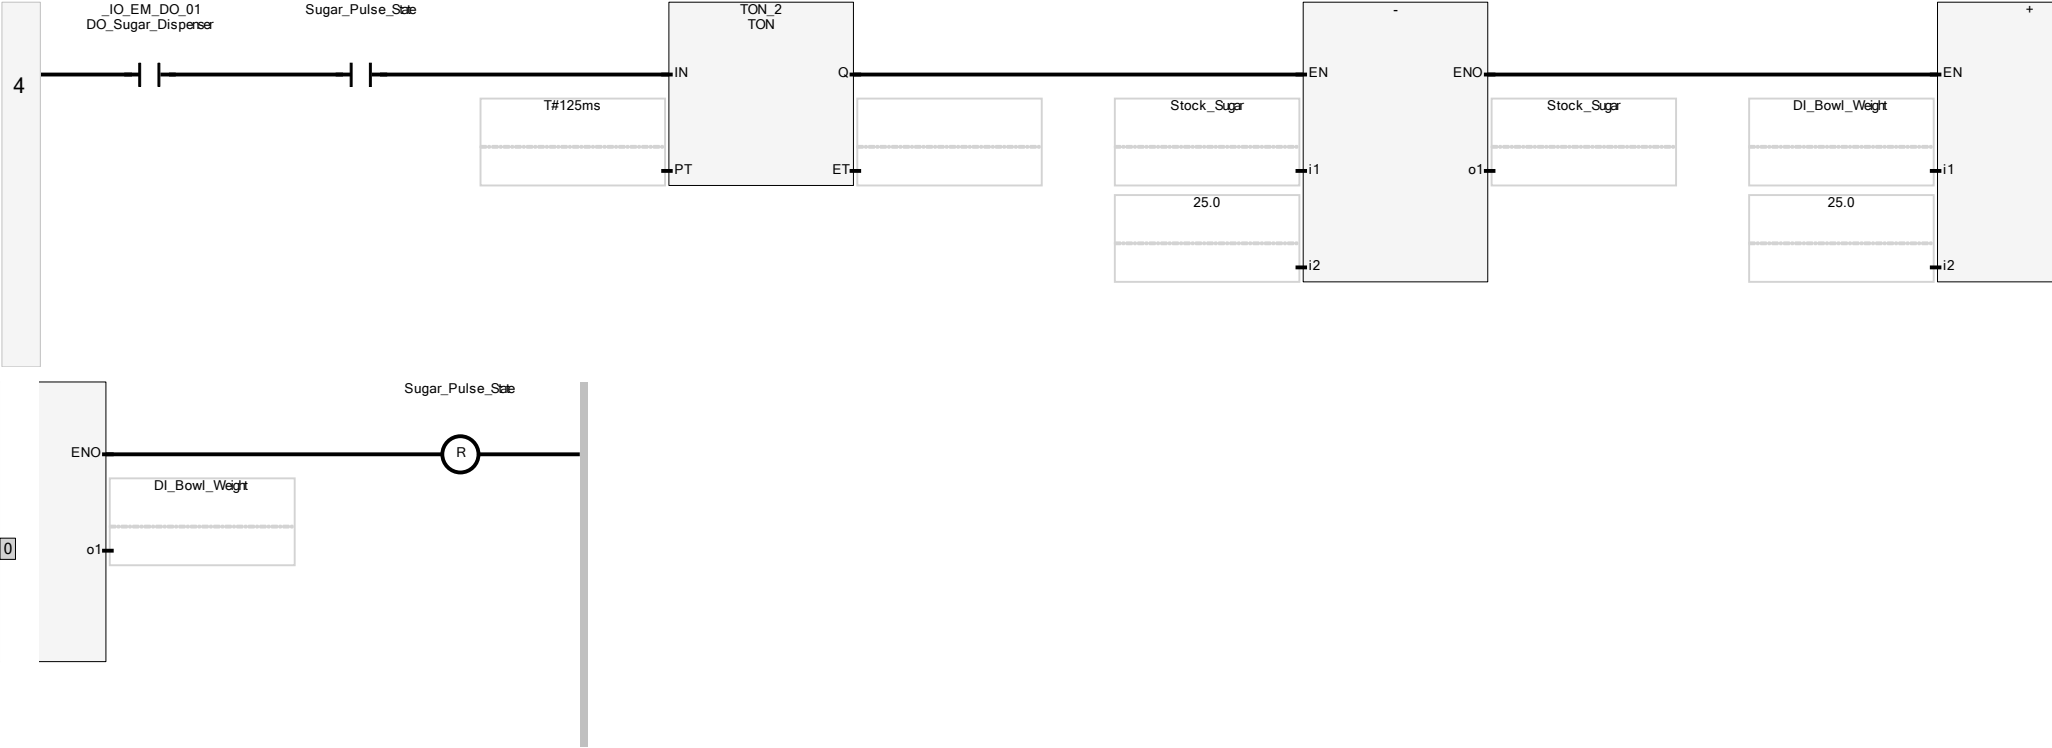 _IO_EM_DO_01
DO_Sugar_Dispenser
Sugar_Pulse_State
TON_2
TON
-
+
4
IN
Q
EN
ENO
EN
T#125ms
Stock_Sugar
Stock_Sugar
DI_Bowl_Weight
PT
ET
i1
o1
i1
25.0
25.0
i2
i2
Sugar_Pulse_State
ENO
R
DI_Bowl_Weight
0
o1